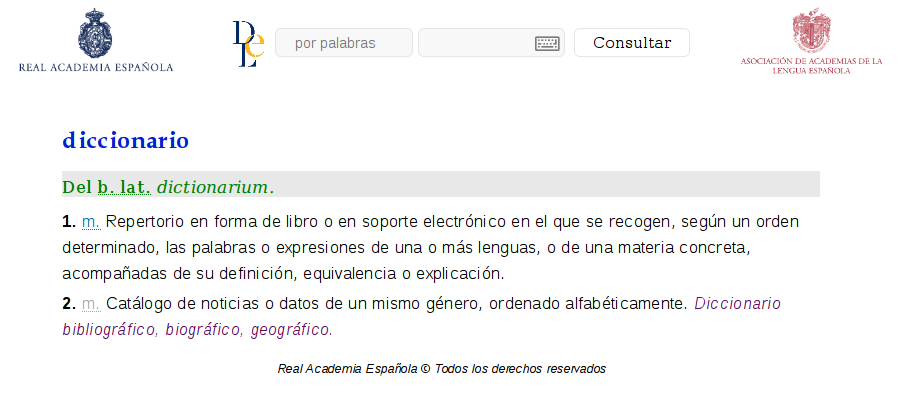 REAL ACADEMIA ESPAÑOLA
DLe
por palabras
Consultar
ASOCIACIÓN DE ACADEMIAS DE LA
LENGUA ESPAÑOLA
diccionario
Del b. lat. dictionarium.
1. m. Repertorio en forma de libro o en soporte electrónico en el que se recogen, según un orden
determinado, las palabras o expresiones de una o más lenguas, o de una materia concreta,
acompañadas de su definición, equivalencia o explicación.
2. m. Catálogo de noticias o datos de un mismo género, ordenado alfabéticamente. Diccionario
bibliográfico, biográfico, geográfico.
Real Academia Española © Todos los derechos reservados